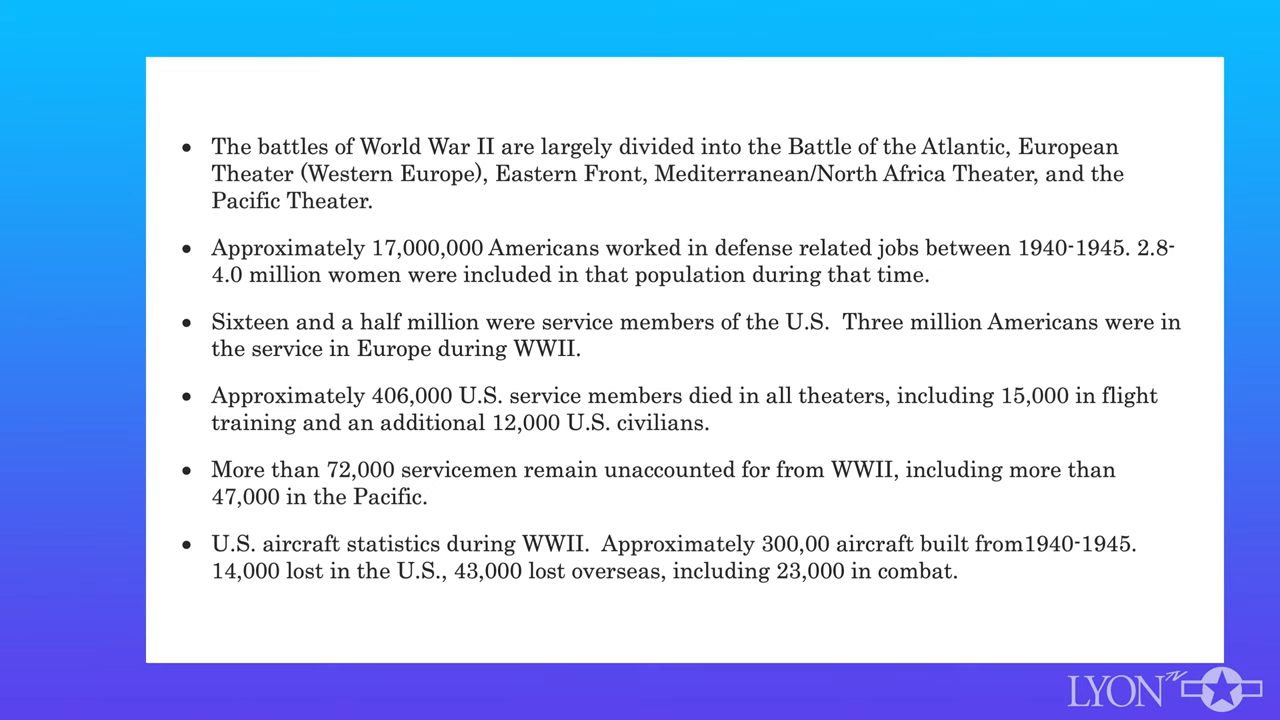 • The battles of World War II are largely divided into the Battle of the Atlantic, European
Theater (Western Europe), Eastern Front, Mediterranean/North Africa Theater, and the
Pacific Theater.
• Approximately 17,000,000 Americans worked in defense related jobs between 1940-1945. 2.8-
4.0 million women were included in that population during that time.
• Sixteen and a half million were service members of the U.S.  Three million Americans were in
the service in Europe during WWII.
• Approximately 406,000 U.S. service members died in all theaters, including 15,000 in flight
training and an additional 12,000 U.S. civilians.
• More than 72,000 servicemen remain unaccounted for from WWII, including more than
47,000 in the Pacific.
• U.S. aircraft statistics during WWII.  Approximately 300,00 aircraft built from1940-1945.
14,000 lost in the U.S., 43,000 lost overseas, including 23,000 in combat.
LYON TV